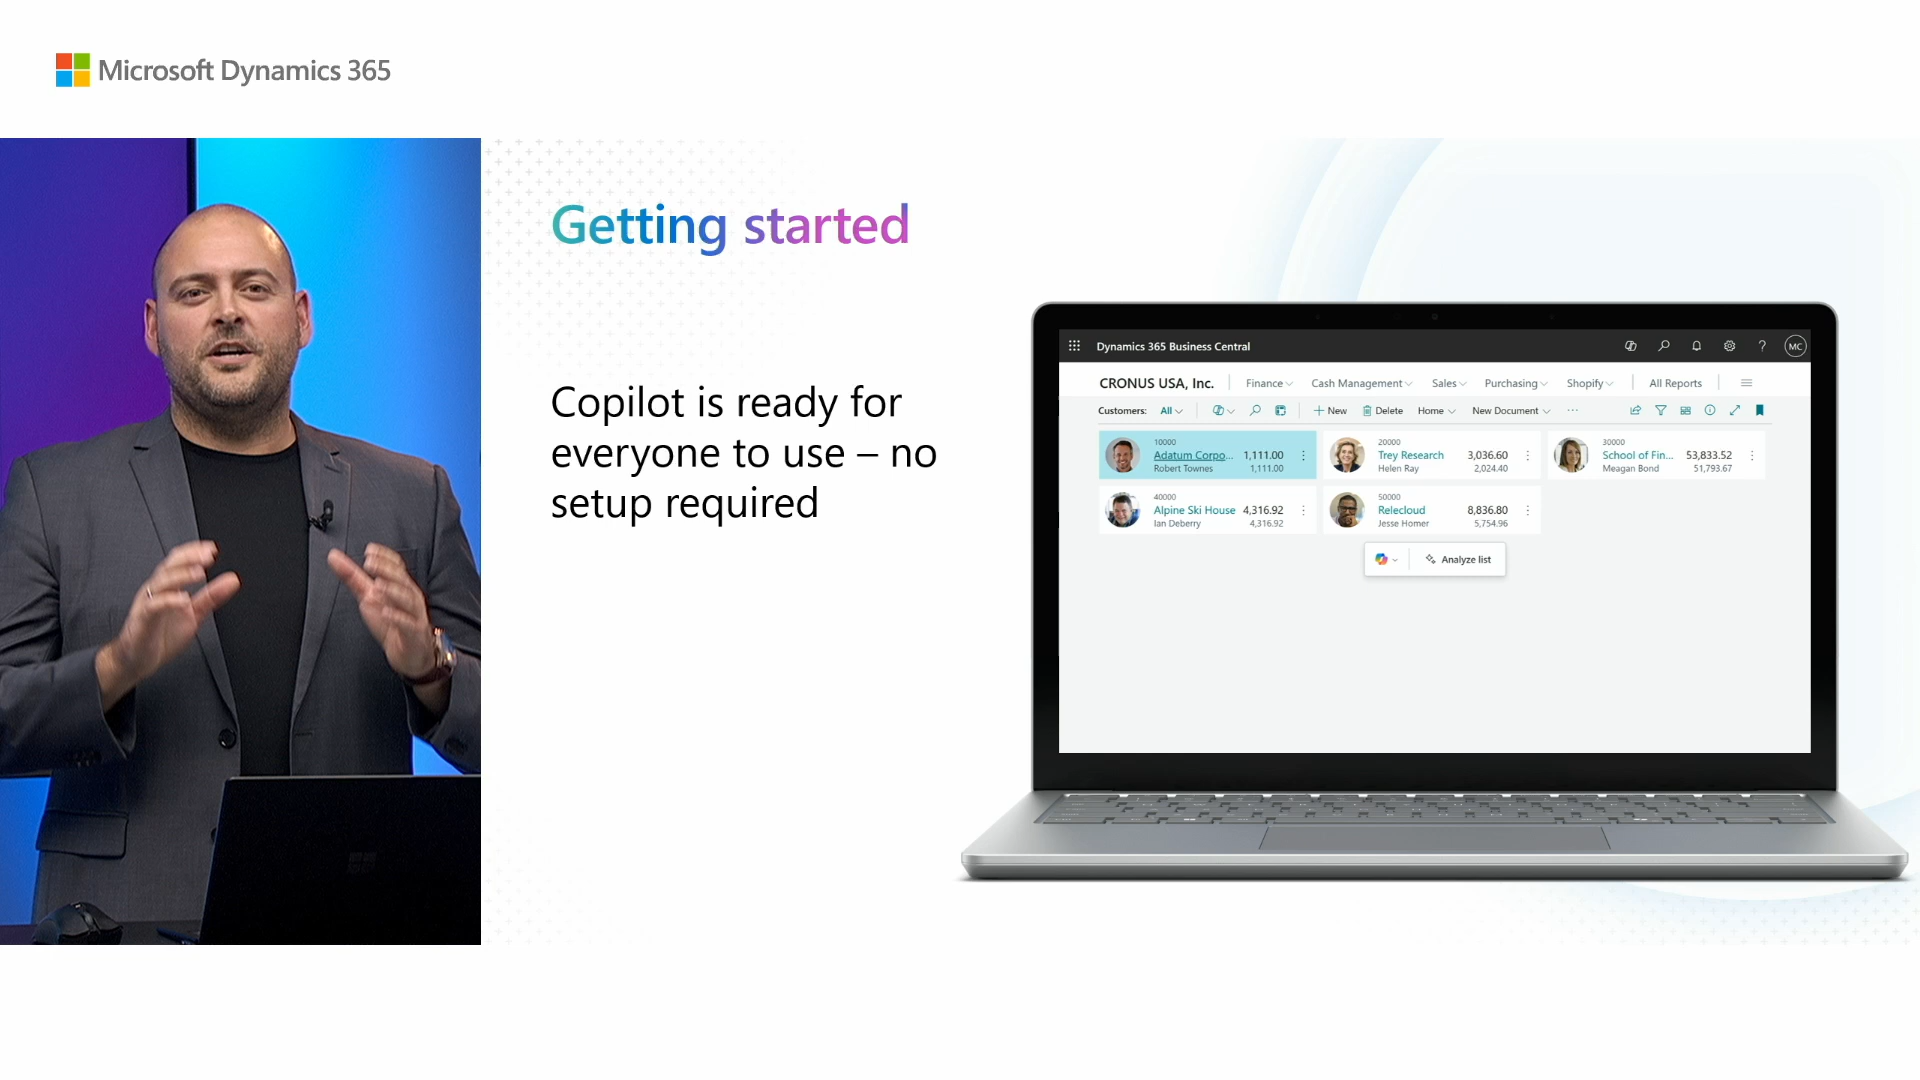 Microsoft Dynamics 365
Getting started
Copilot is ready for
everyone to use – no
setup required
Dynamics 365 Business Central
? MC
CRONUS USA, Inc. Finance Cash Management Sales Purchasing Shopify All Reports
Customers: All New Delete Home New Document ...
10000
Adatum Corpo... 1,111.00
Robert Townes 1,111.00
20000
Trey Research 3,036.60
Helen Ray 2,024.40
30000
School of Fin... 53,833.52
Meagan Bond 51,793.67
40000
Alpine Ski House 4,316.92
Ian Deberry 4,316.92
50000
Relecloud 8,836.80
Jesse Homer 5,754.96
Analyze list